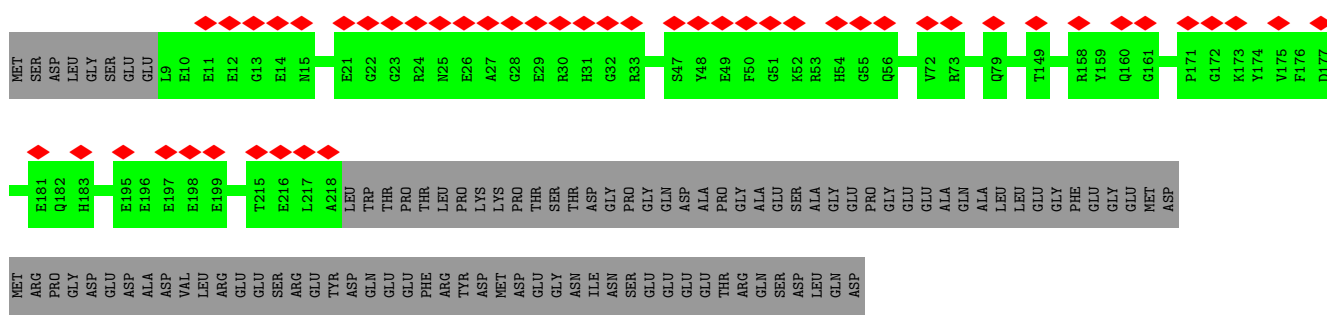 MET SER ASP LEU GLY SER GLU GLU L9 E10 E11 E12 G13 E14 N15 E21 G22 G23 R24 N25 E26 A27 G28 E29 R30 H31 G32 R33 S47 Y48 E49 F50 G51 K52 R53 H54 G55 Q56 V72 R73 Q79 T149 R158 Y159 Q160 G161 P171 G172 K173 Y174 V175 F176 D177
E181 Q182 H183 E195 E196 E197 E198 E199 T215 E216 L217 A218 LEU TRP THR PRO THR LEU PRO LYS LYS PRO THR SER THR ASP GLY PRO GLY GLN ASP ALA PRO GLY ALA GLU SER ALA GLY GLU PRO GLY GLU GLU ALA GLN ALA LEU LEU GLU GLY PHE GLU GLY GLU MET ASP
MET ARG PRO GLY ASP GLU ASP ALA ASP VAL LEU ARG GLU GLU SER ARG GLU TYR ASP GLN GLU GLU PHE ARG TYR ASP MET ASP GLU GLY ASN ILE ASN SER GLU GLU GLU GLU THR ARG GLN SER ASP LEU GLN ASP